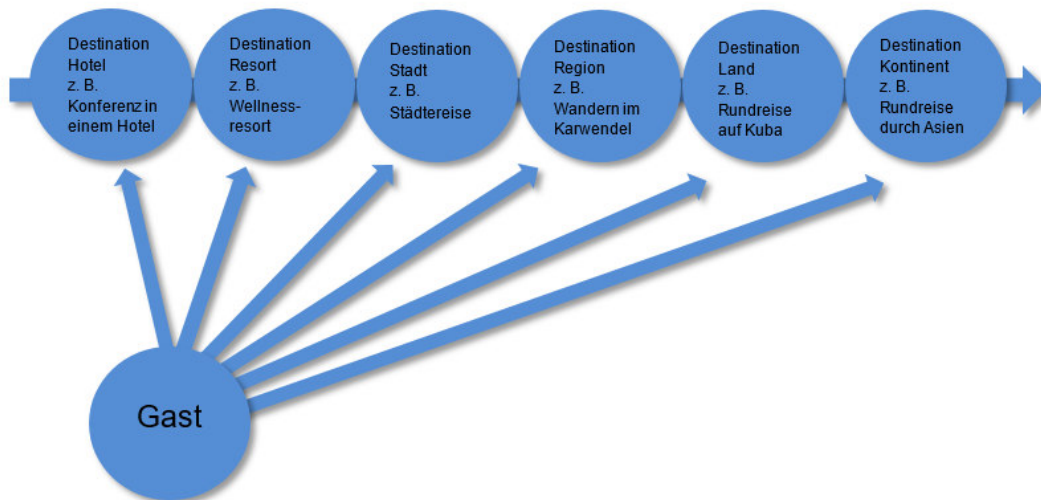 Destination
Hotel
z. B.
Konferenz in
einem Hotel
Destination
Resort
z. B.
Wellness-
resort
Destination
Stadt
z. B.
Städtereise
Destination
Region
z. B.
Wandern im
Karwendel
Destination
Land
z. B.
Rundreise
auf Kuba
Destination
Kontinent
z. B.
Rundreise
durch Asien
Gast